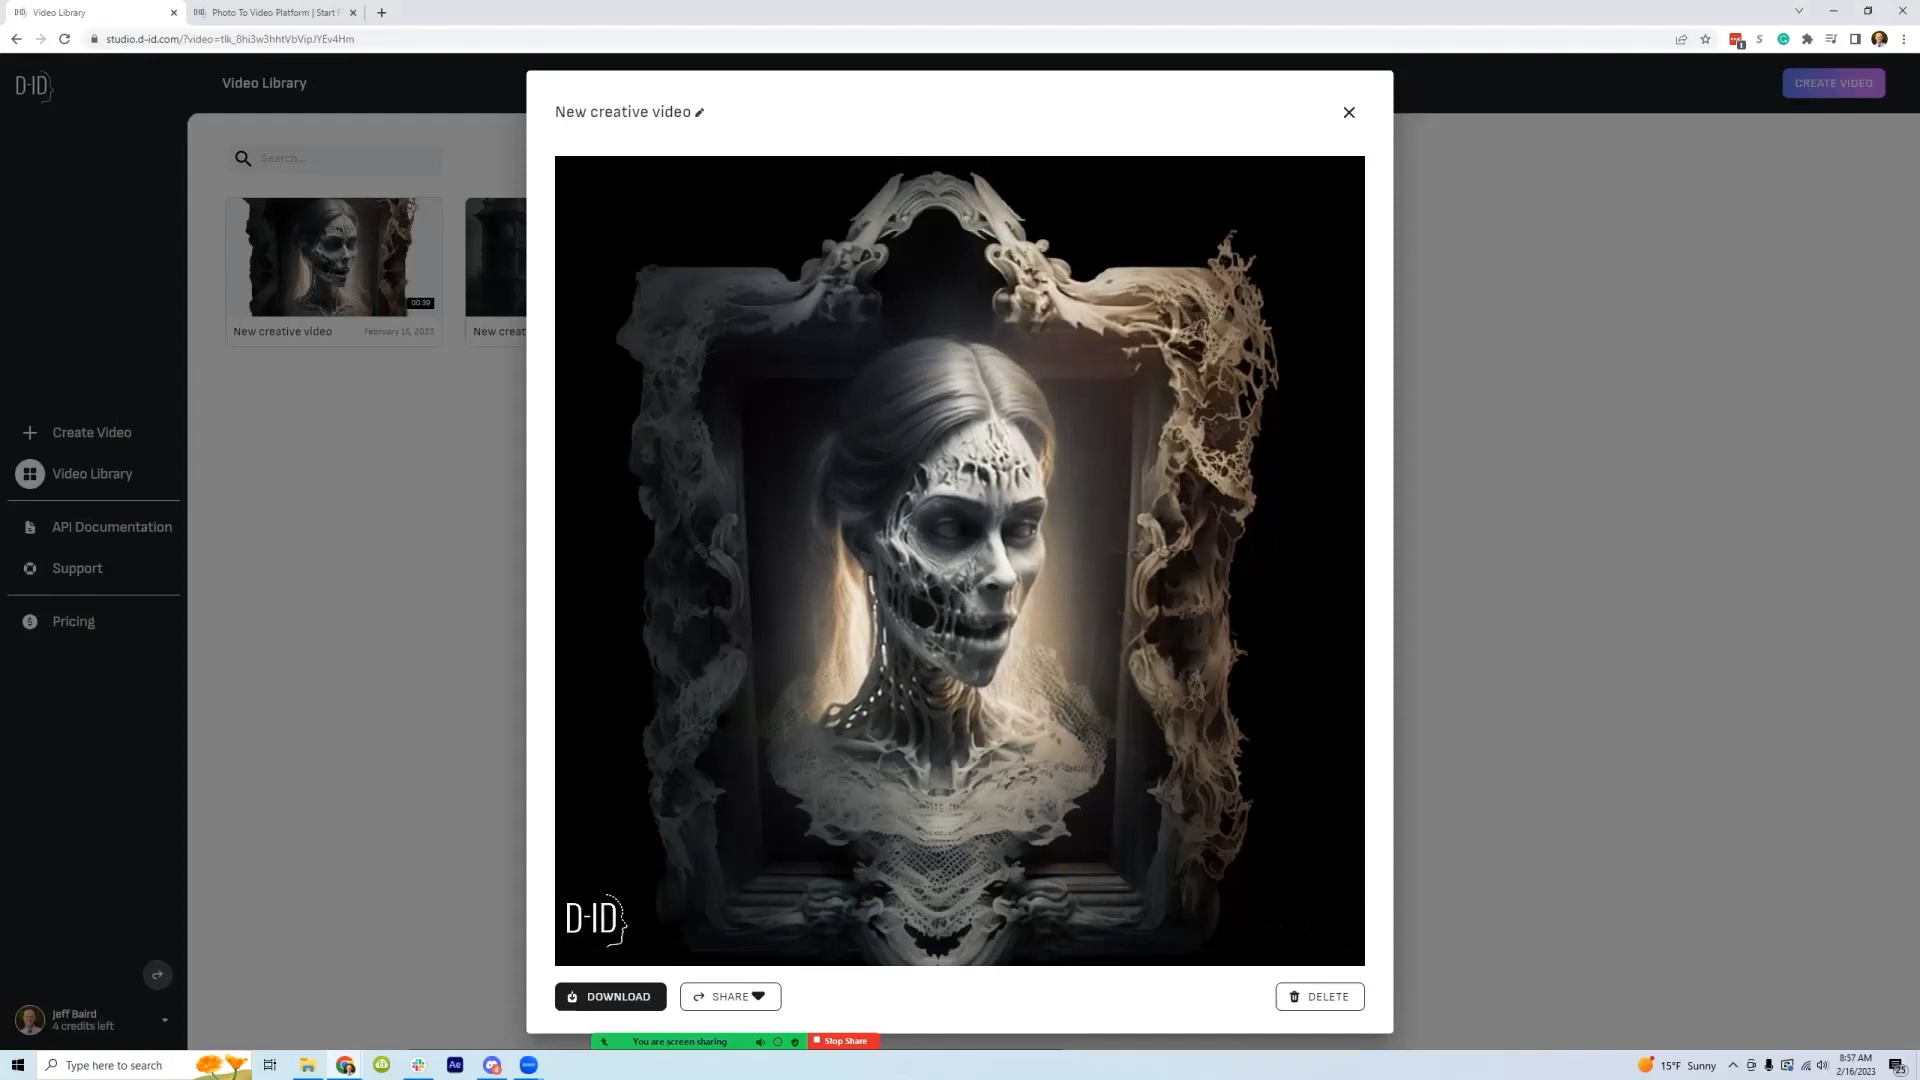 Video Library
Photo To Video Platform | Start F
studio.d-id.com/?video=tlk_8hi3w3hhtVbVipJYEv4Hm
D-ID
Video Library
CREATE VIDEO
New creative video
Search...
00:39
New creative video
February 15, 2023
New creat
Create Video
Video Library
API Documentation
Support
Pricing
D-ID
DOWNLOAD
SHARE
DELETE
Jeff Baird
4 credits left
You are screen sharing
Stop Share
Type here to search
Ae
15°F Sunny
8:57 AM
2/16/2023
25